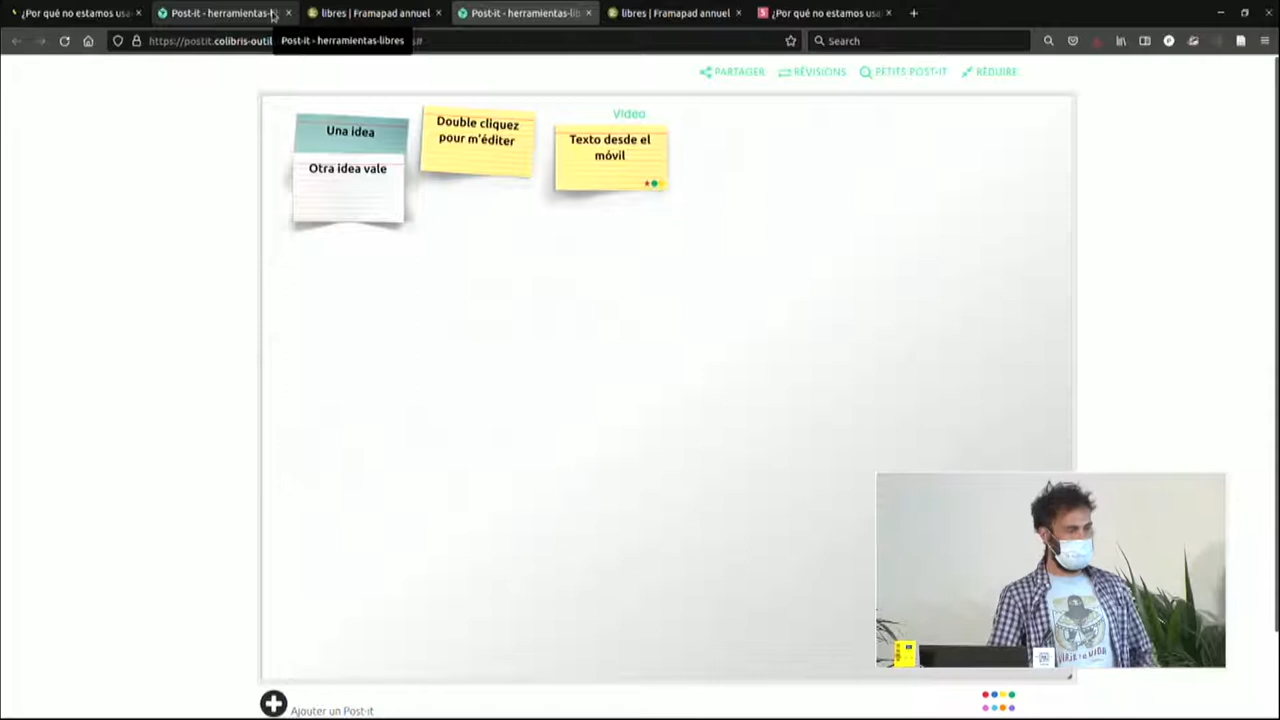 ¿Por qué no estamos usa
Post-it - herramientas-l
libres | Framapad annuel
Post-it - herramientas-lib
libres | Framapad annuel
¿Por qué no estamos usa
https://postit.colibris-outil
Post-it - herramientas-libres
Search
PARTAGER
RÉVISIONS
PETITS POST-IT
RÉDUIRE
Una idea
Otra idea vale
Double cliquez
pour m'éditer
Video
Texto desde el
móvil
Ajouter un Post-it